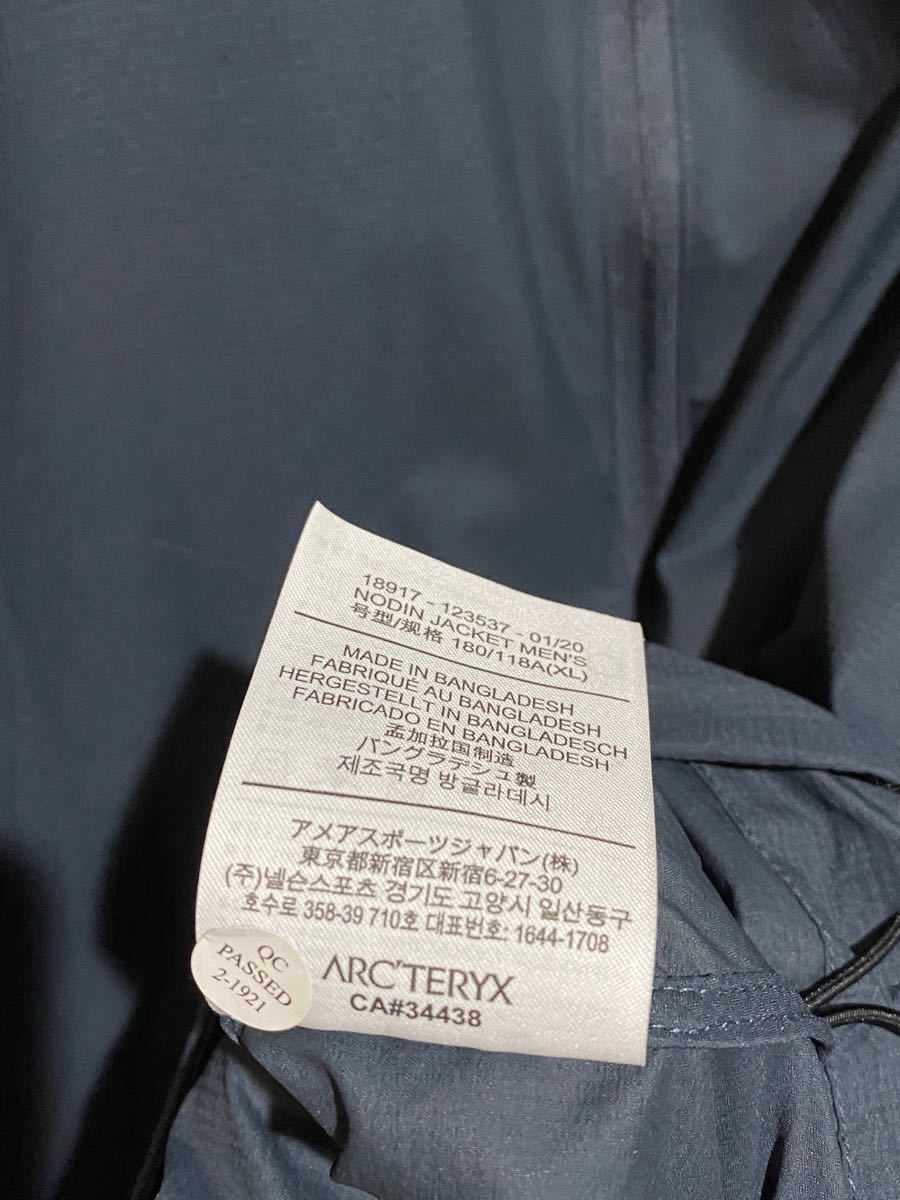 18917 - 123537 - 01/20
NODIN JACKET MEN'S
号型/规格 180/118A(XL)
MADE IN BANGLADESH
FABRIQUÉ AU BANGLADESH
HERGESTELLT IN BANGLADESCH
FABRICADO EN BANGLADESH
孟加拉国制造
バングラデシュ製
제조국명 방글라데시
アメアスポーツジャパン(株)
東京都新宿区新宿6-27-30
(주)넬슨스포츠 경기도 고양시 일산동구
호수로 358-39 710호 대표번호: 1644-1708
ARC'TERYX
CA#34438
QC
PASSED
2-1921